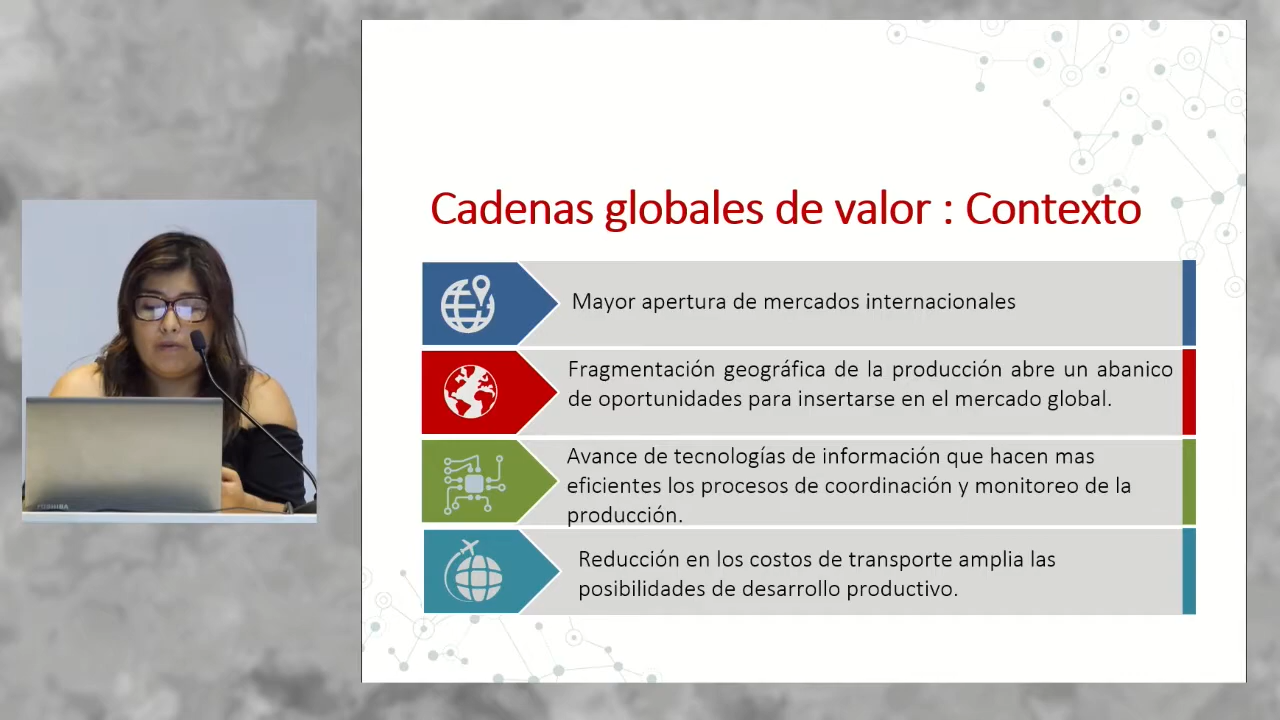 Cadenas globales de valor : Contexto
Mayor apertura de mercados internacionales
Fragmentación geográfica de la producción abre un abanico
de oportunidades para insertarse en el mercado global.
Avance de tecnologías de información que hacen mas
eficientes los procesos de coordinación y monitoreo de la
producción.
Reducción en los costos de transporte amplia las
posibilidades de desarrollo productivo.
TOSHIBA